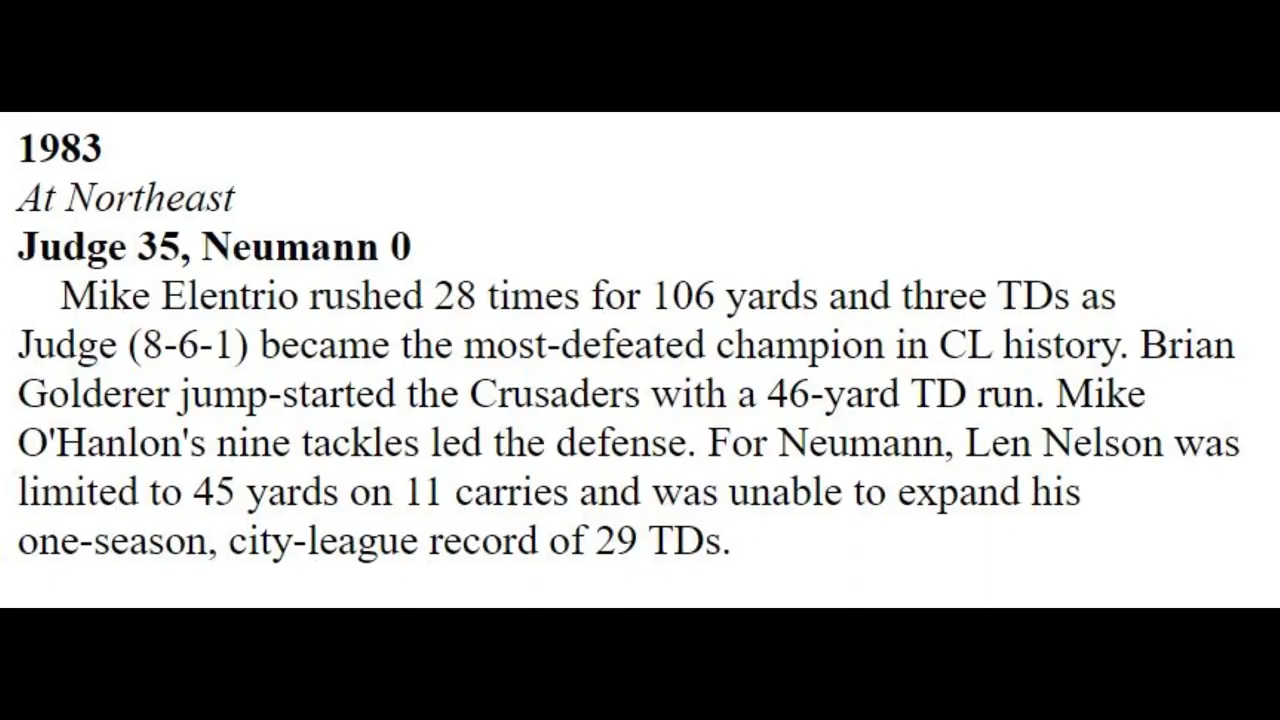 1983
At Northeast
Judge 35, Neumann 0
Mike Elentrio rushed 28 times for 106 yards and three TDs as
Judge (8-6-1) became the most-defeated champion in CL history. Brian
Golderer jump-started the Crusaders with a 46-yard TD run. Mike
O'Hanlon's nine tackles led the defense. For Neumann, Len Nelson was
limited to 45 yards on 11 carries and was unable to expand his
one-season, city-league record of 29 TDs.